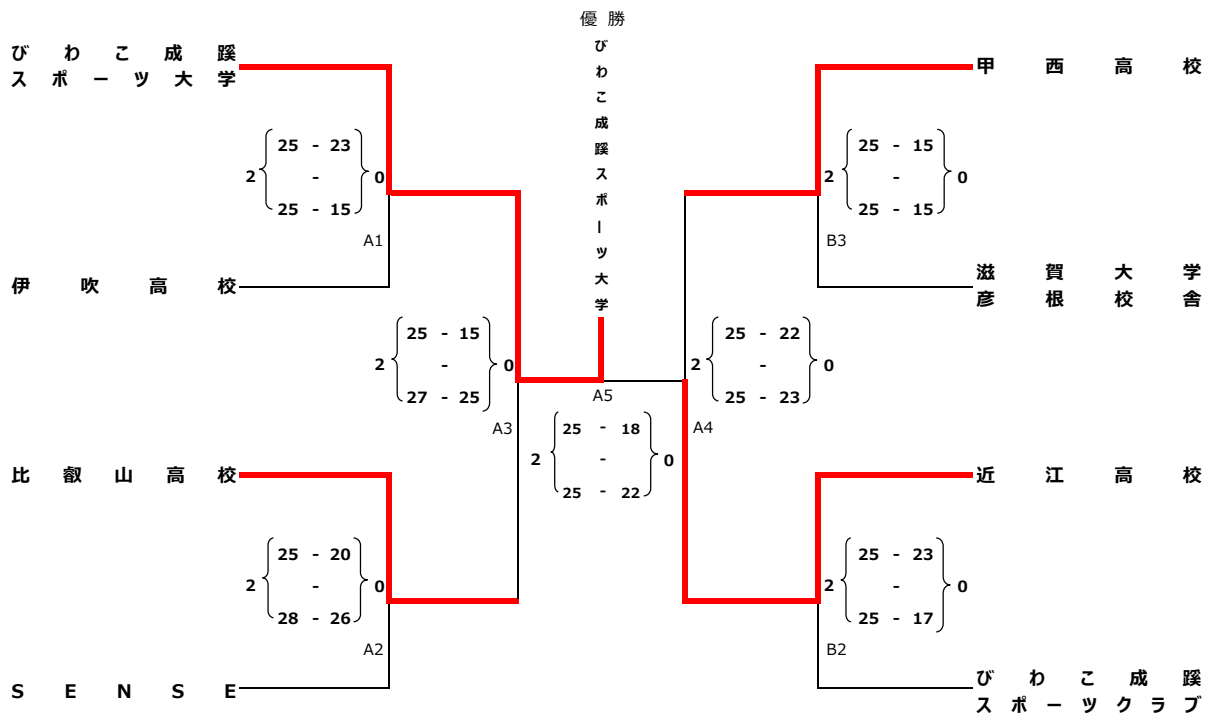 優 勝
びわこ成蹊スポーツ大学
び わ こ 成 蹊
ス ポ ー ツ 大 学
甲 西 高 校
25 - 23
2 - 0
25 - 15
A1
25 - 15
2 - 0
25 - 15
B3
伊 吹 高 校
滋 賀 大 学
彦 根 校 舎
25 - 15
2 - 0
27 - 25
A3
25 - 22
2 - 0
25 - 23
A4
A5
25 - 18
2 - 0
25 - 22
比 叡 山 高 校
近 江 高 校
25 - 20
2 - 0
28 - 26
A2
25 - 23
2 - 0
25 - 17
B2
S E N S E
び わ こ 成 蹊
ス ポ ー ツ ク ラ ブ